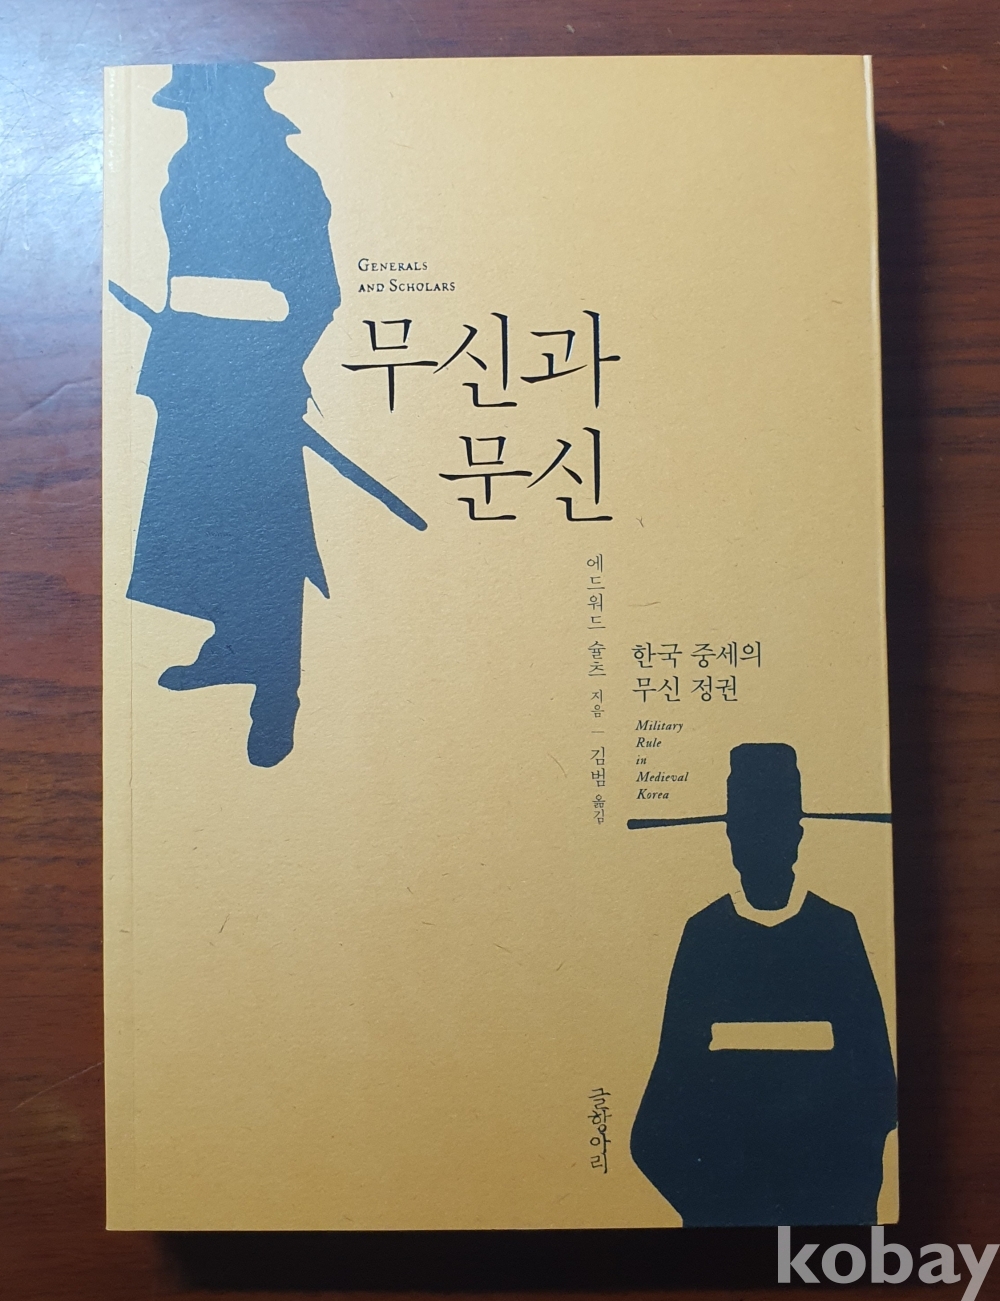 GENERALS
AND SCHOLARS
무신과
문신
에드워드 슐츠 지음 — 김범 옮김
한국 중세의
무신 정권
Military
Rule
in
Medieval
Korea
글항아리
kobay